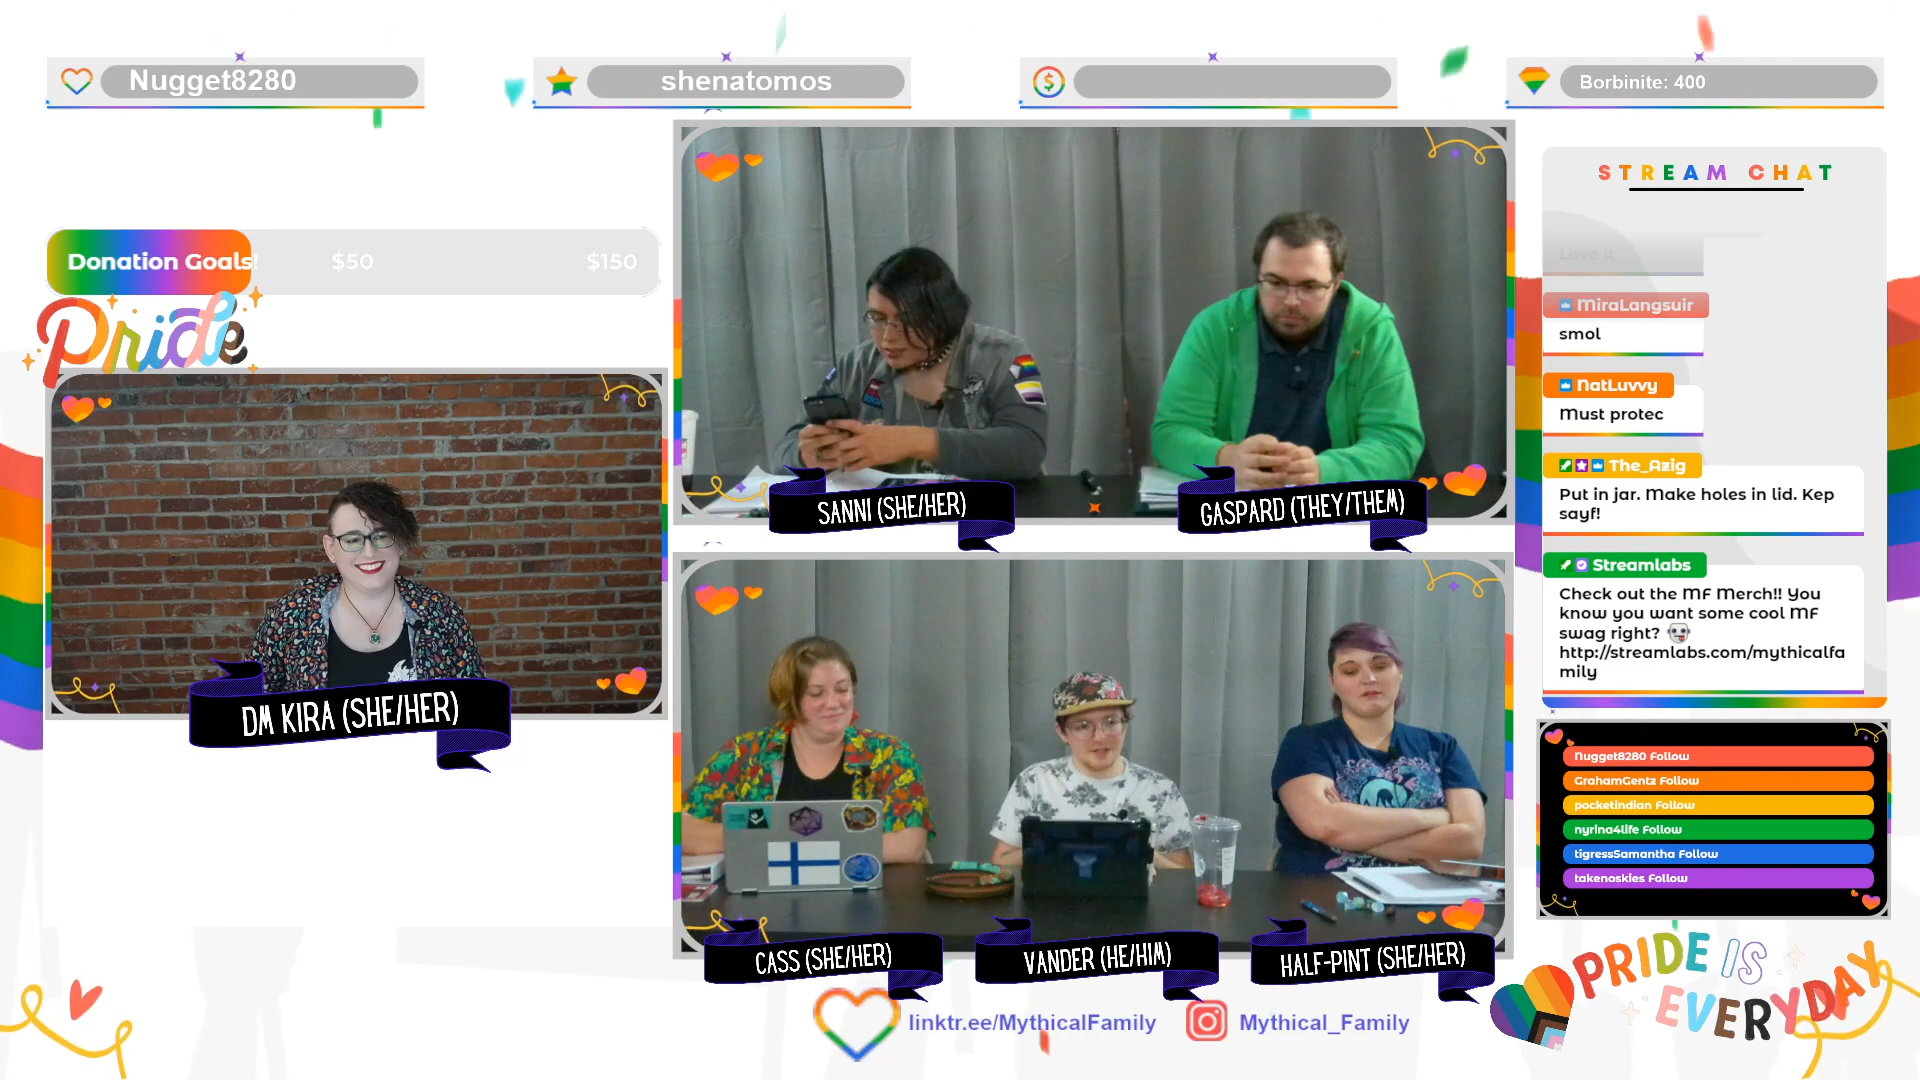 Nugget8280
shenatomos
Borbinite: 400
Donation Goals!
$50
$150
Pride
DM KIRA (SHE/HER)
SANNI (SHE/HER)
GASPARD (THEY/THEM)
CASS (SHE/HER)
VANDER (HE/HIM)
HALF-PINT (SHE/HER)
linktr.ee/MythicalFamily
Mythical_Family
STREAM CHAT
Love it
MiraLangsuir
smol
NatLuvvy
Must protec
The_Azig
Put in jar. Make holes in lid. Kep
sayf!
Streamlabs
Check out the MF Merch!! You
know you want some cool MF
swag right?
http://streamlabs.com/mythicalfa
mily
Nugget8280 Follow
GrahamGentz Follow
pocketindian Follow
nyrina4life Follow
tigressSamantha Follow
takenoskies Follow
PRIDE IS
EVERYDAY